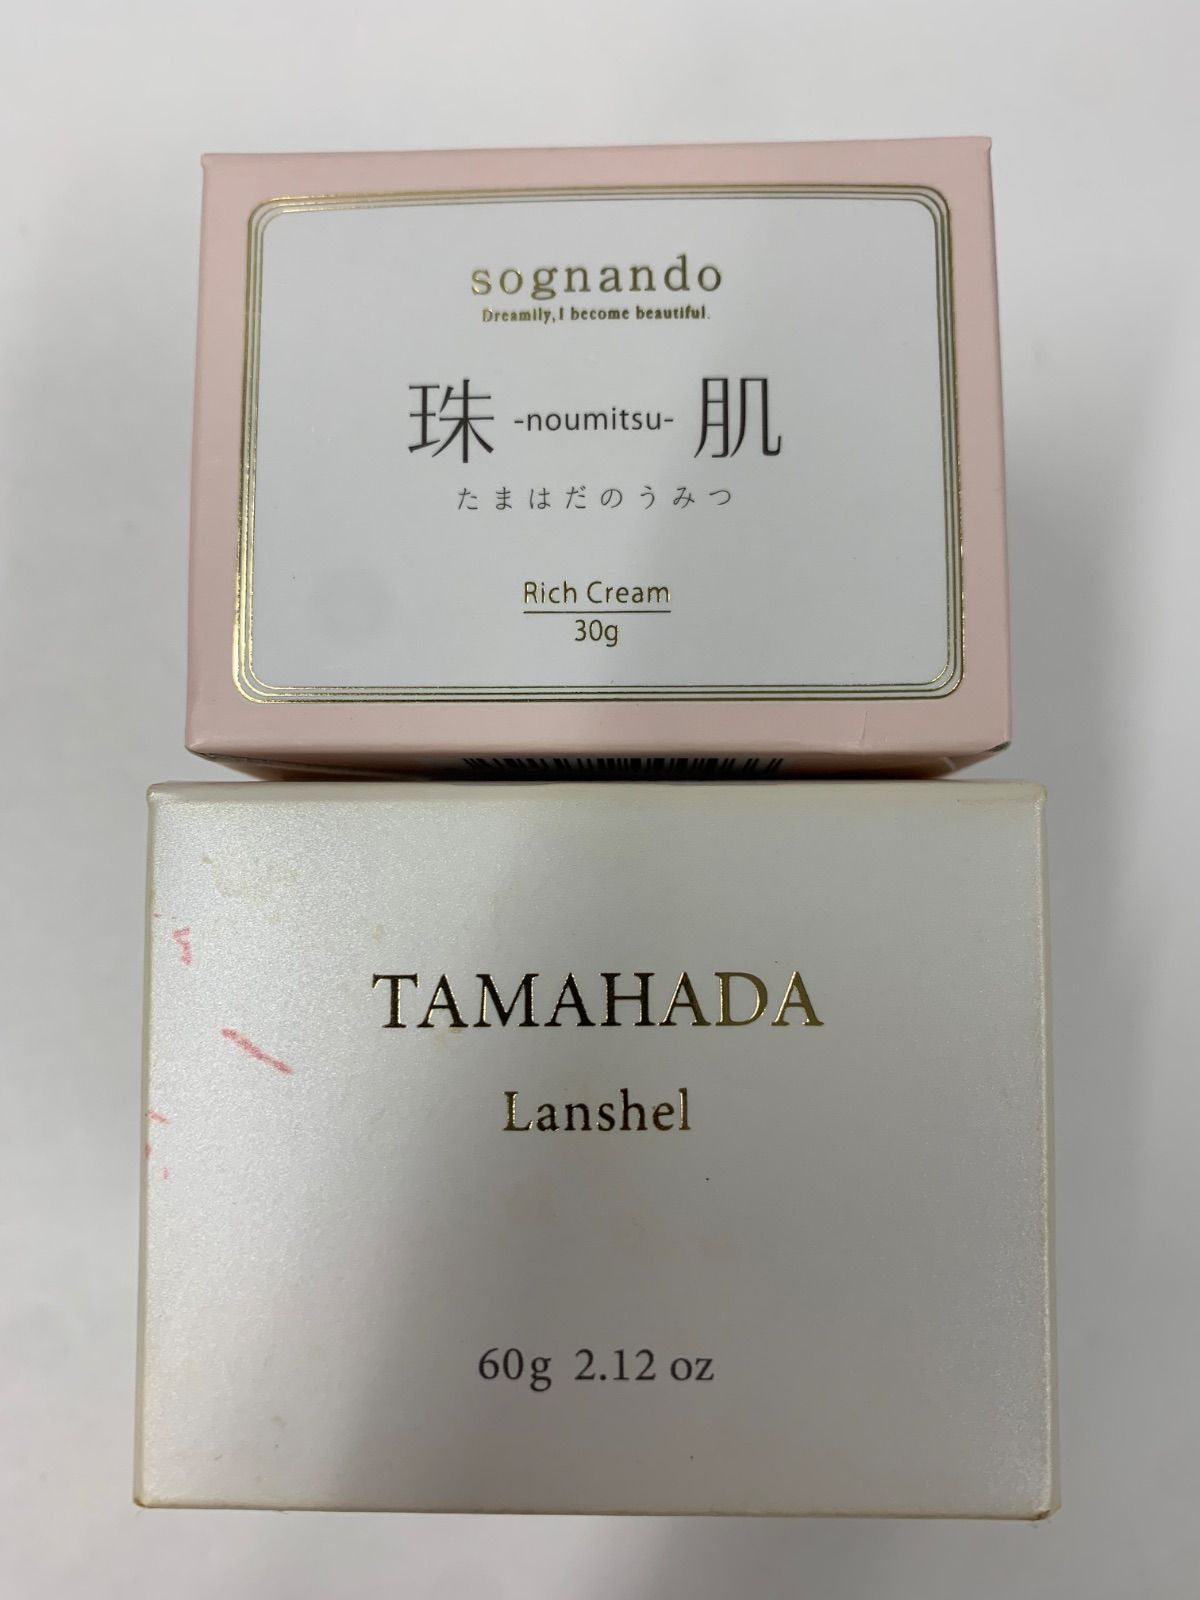 sognando
Dreamily, I become beautiful.
珠 -noumitsu- 肌
たまはだのうみつ
Rich Cream
30g
TAMAHADA
Lanshel
60g 2.12 oz